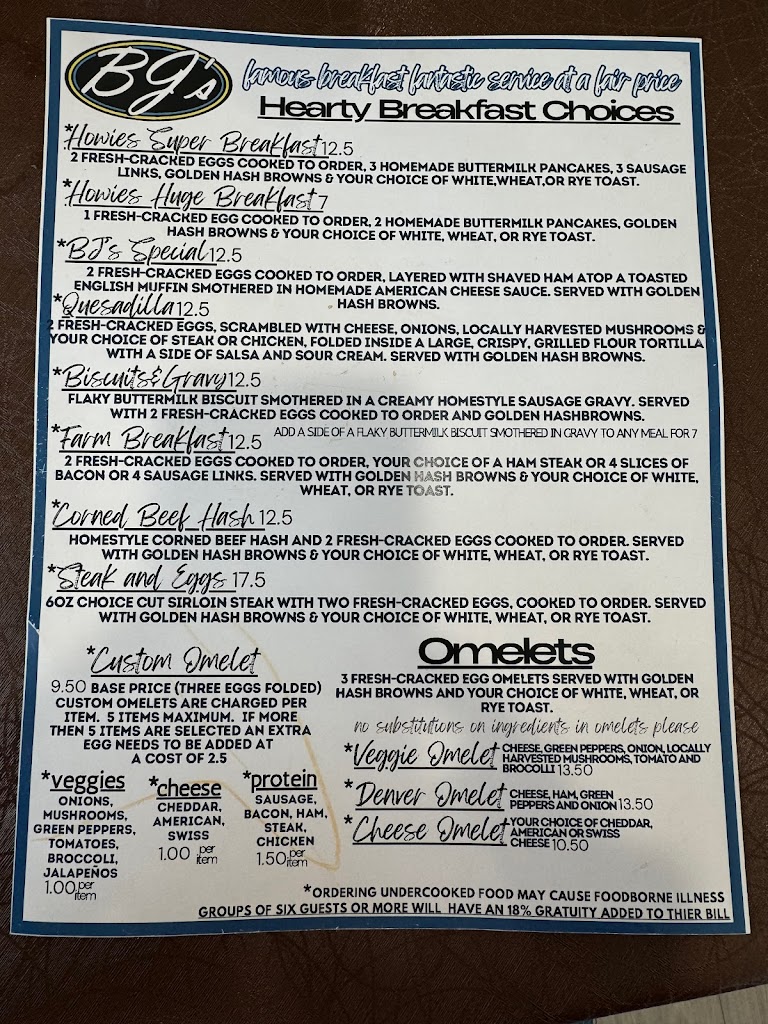 BJ's
famous breakfast fantastic service at a fair price
Hearty Breakfast Choices
*Howies Super Breakfast 12.5
2 FRESH-CRACKED EGGS COOKED TO ORDER, 3 HOMEMADE BUTTERMILK PANCAKES, 3 SAUSAGE
LINKS, GOLDEN HASH BROWNS & YOUR CHOICE OF WHITE,WHEAT,OR RYE TOAST.
*Howies Huge Breakfast 7
1 FRESH-CRACKED EGG COOKED TO ORDER, 2 HOMEMADE BUTTERMILK PANCAKES, GOLDEN
HASH BROWNS & YOUR CHOICE OF WHITE, WHEAT, OR RYE TOAST.
*BJ's Special 12.5
2 FRESH-CRACKED EGGS COOKED TO ORDER, LAYERED WITH SHAVED HAM ATOP A TOASTED
ENGLISH MUFFIN SMOTHERED IN HOMEMADE AMERICAN CHEESE SAUCE. SERVED WITH GOLDEN
HASH BROWNS.
*Quesadilla 12.5
2 FRESH-CRACKED EGGS, SCRAMBLED WITH CHEESE, ONIONS, LOCALLY HARVESTED MUSHROOMS &
YOUR CHOICE OF STEAK OR CHICKEN, FOLDED INSIDE A LARGE, CRISPY, GRILLED FLOUR TORTILLA
WITH A SIDE OF SALSA AND SOUR CREAM. SERVED WITH GOLDEN HASH BROWNS.
*Biscuits & Gravy 12.5
FLAKY BUTTERMILK BISCUIT SMOTHERED IN A CREAMY HOMESTYLE SAUSAGE GRAVY. SERVED
WITH 2 FRESH-CRACKED EGGS COOKED TO ORDER AND GOLDEN HASHBROWNS.
*Farm Breakfast 12.5 ADD A SIDE OF A FLAKY BUTTERMILK BISCUIT SMOTHERED IN GRAVY TO ANY MEAL FOR 7
2 FRESH-CRACKED EGGS COOKED TO ORDER, YOUR CHOICE OF A HAM STEAK OR 4 SLICES OF
BACON OR 4 SAUSAGE LINKS. SERVED WITH GOLDEN HASH BROWNS & YOUR CHOICE OF WHITE,
WHEAT, OR RYE TOAST.
*Corned Beef Hash 12.5
HOMESTYLE CORNED BEEF HASH AND 2 FRESH-CRACKED EGGS COOKED TO ORDER. SERVED
WITH GOLDEN HASH BROWNS & YOUR CHOICE OF WHITE, WHEAT, OR RYE TOAST.
*Steak and Eggs 17.5
6OZ CHOICE CUT SIRLOIN STEAK WITH TWO FRESH-CRACKED EGGS, COOKED TO ORDER. SERVED
WITH GOLDEN HASH BROWNS & YOUR CHOICE OF WHITE, WHEAT, OR RYE TOAST.
*Custom Omelet
9.50 BASE PRICE (THREE EGGS FOLDED)
CUSTOM OMELETS ARE CHARGED PER
ITEM. 5 ITEMS MAXIMUM. IF MORE
THEN 5 ITEMS ARE SELECTED AN EXTRA
EGG NEEDS TO BE ADDED AT
A COST OF 2.5
*veggies
ONIONS,
MUSHROOMS,
GREEN PEPPERS,
TOMATOES,
BROCCOLI,
JALAPEÑOS
1.00 per item
*cheese
CHEDDAR,
AMERICAN,
SWISS
1.00 per item
*protein
SAUSAGE,
BACON, HAM,
STEAK,
CHICKEN
1.50 per item
Omelets
3 FRESH-CRACKED EGG OMELETS SERVED WITH GOLDEN
HASH BROWNS AND YOUR CHOICE OF WHITE, WHEAT, OR
RYE TOAST.
no substitutions on ingredients in omelets please
*Veggie Omelet CHEESE, GREEN PEPPERS, ONION, LOCALLY
HARVESTED MUSHROOMS, TOMATO AND
BROCOLLI 13.50
*Denver Omelet CHEESE, HAM, GREEN
PEPPERS AND ONION 13.50
*Cheese Omelet YOUR CHOICE OF CHEDDAR,
AMERICAN OR SWISS
CHEESE 10.50
*ORDERING UNDERCOOKED FOOD MAY CAUSE FOODBORNE ILLNESS
GROUPS OF SIX GUESTS OR MORE WILL HAVE AN 18% GRATUITY ADDED TO THIER BILL